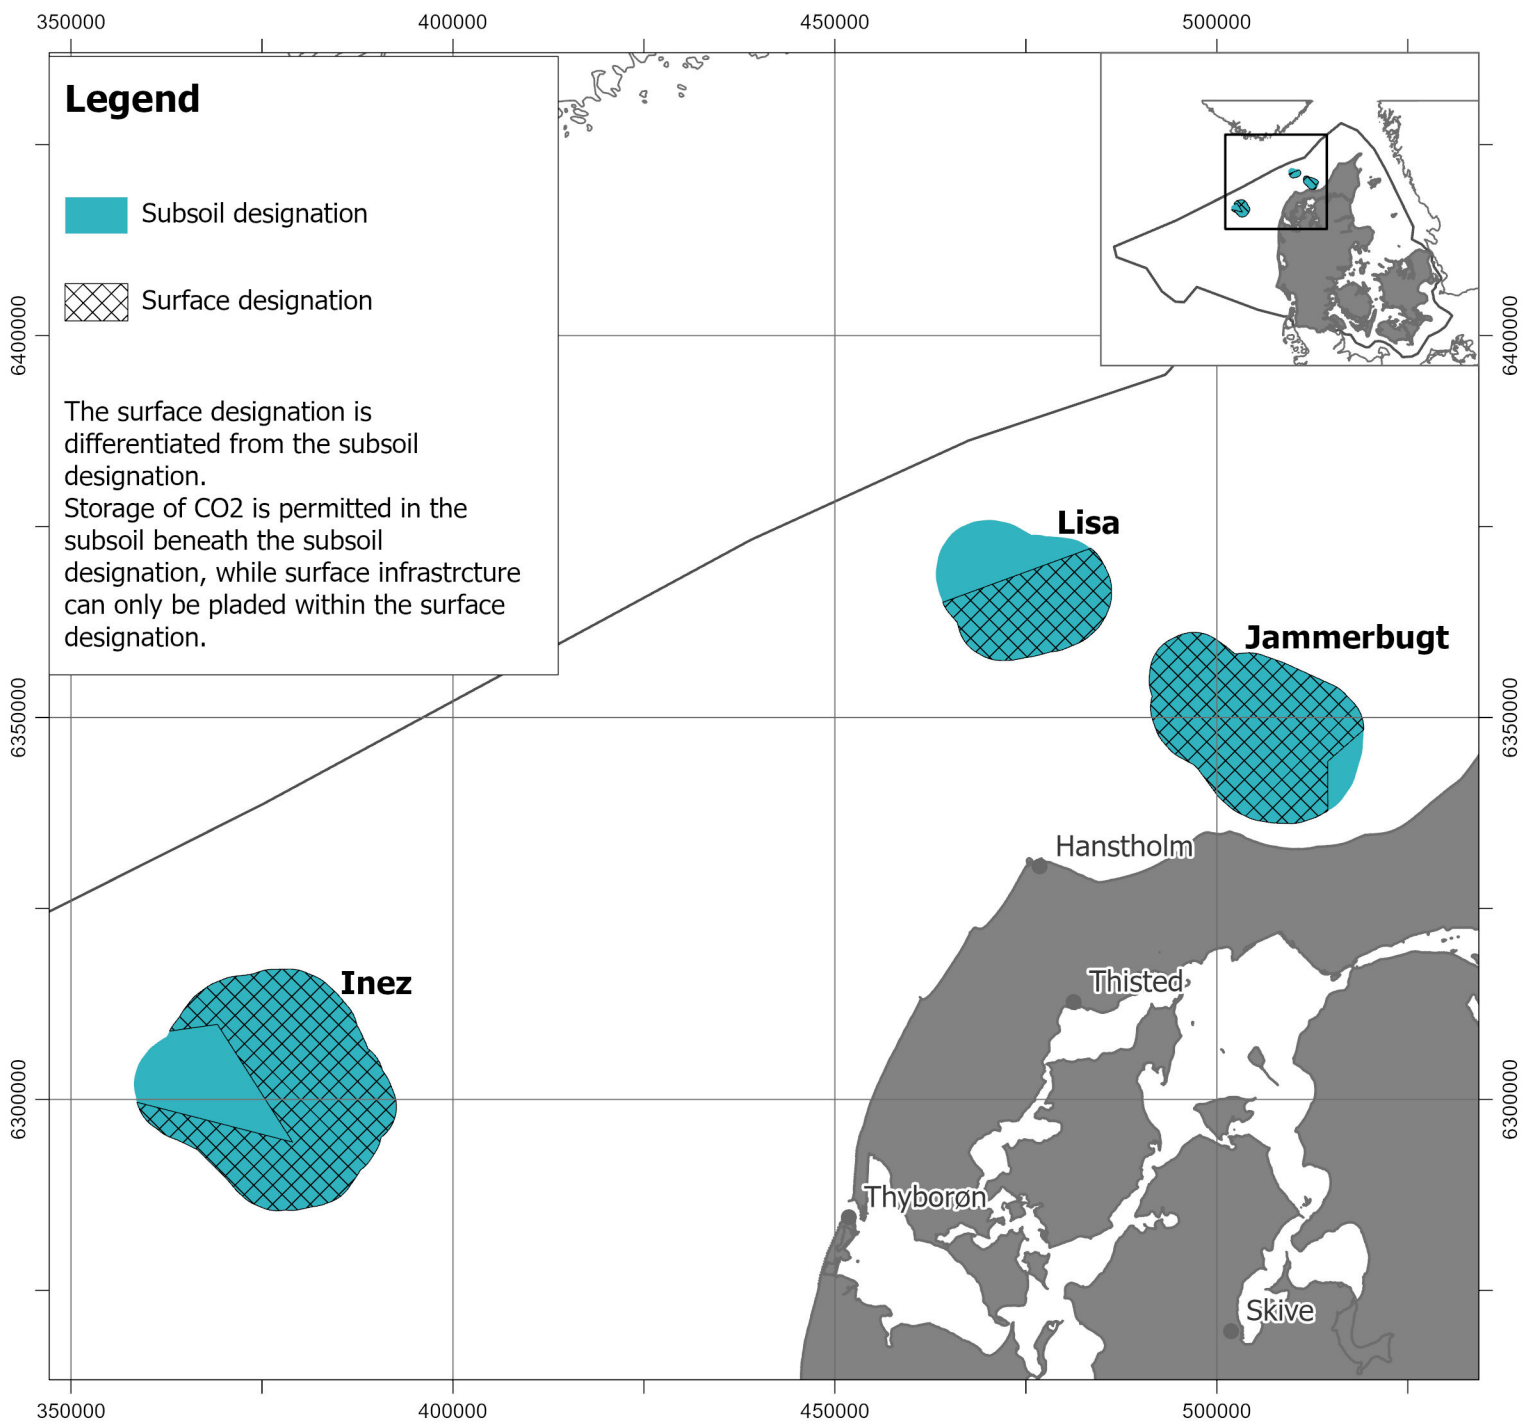 350000 400000 450000 500000
Legend
Subsoil designation
Surface designation
The surface designation is
differentiated from the subsoil
designation.
Storage of CO2 is permitted in the
subsoil beneath the subsoil
designation, while surface infrastrcture
can only be pladed within the surface
designation.
6400000
6400000
Lisa
Jammerbugt
6350000
6350000
Hanstholm
Inez
Thisted
6300000
6300000
Thyborøn
Skive
350000 400000 450000 500000